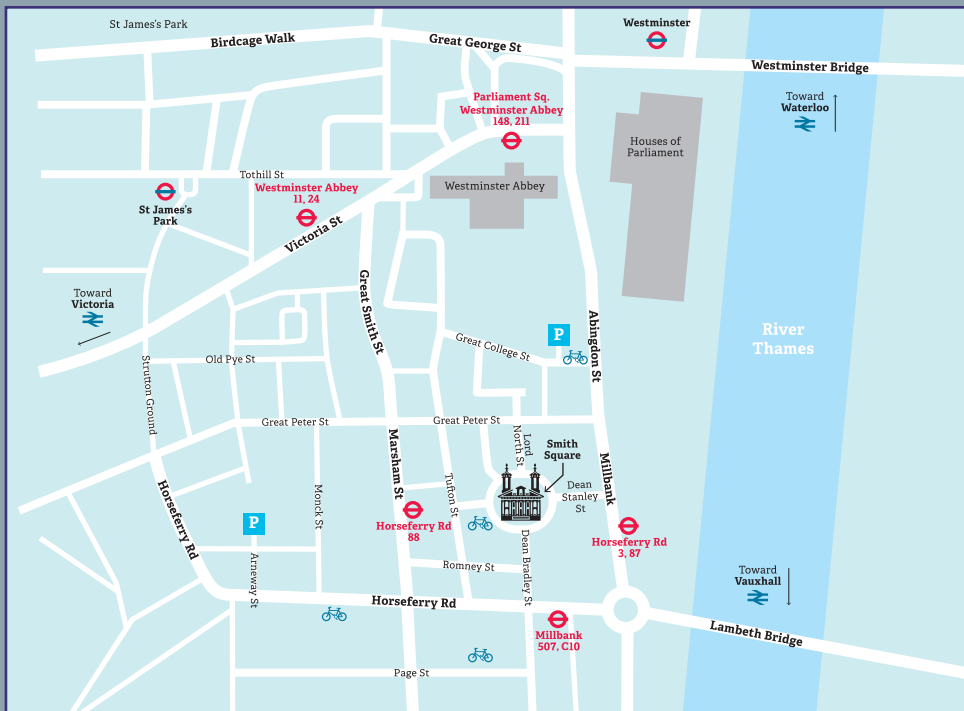 St James's Park
Birdcage Walk
Great George St
Westminster
Westminster Bridge
Toward
Waterloo
Parliament Sq.
Westminster Abbey
148, 211
Houses of
Parliament
Tothill St
Westminster Abbey
11, 24
Westminster Abbey
St James's
Park
Victoria St
Toward
Victoria
Great Smith St
Abingdon St
River
Thames
P
Great College St
Strutton Ground
Old Pye St
Great Peter St
Great Peter St
Lord
North St
Smith
Square
Marsham St
Millbank
Tufton St
Dean
Stanley
St
Monck St
Horseferry Rd
P
Horseferry Rd
88
Horseferry Rd
3, 87
Dean Bradley St
Romney St
Arneway St
Toward
Vauxhall
Horseferry Rd
Millbank
507, C10
Lambeth Bridge
Page St